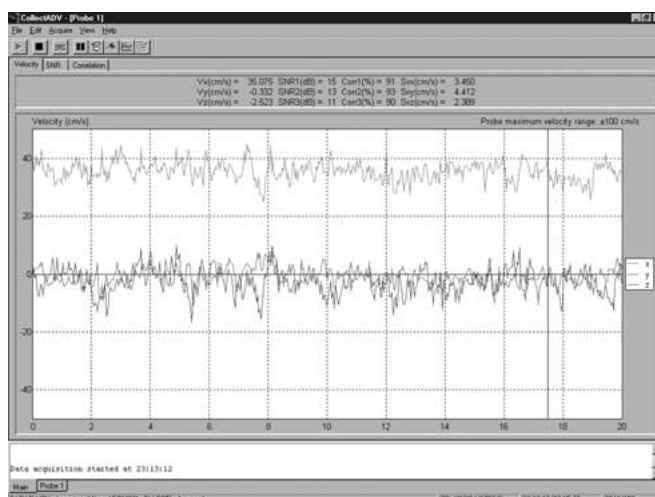 CollectADV - [Probe 1]
File Edit Acquire View Help
Velocity SNR Correlation
Vx(cm/s) = 35.075 SNR1(dB) = 15 Corr1(%) = 91 Svx(cm/s) = 3.450
Vy(cm/s) = -0.332 SNR2(dB) = 13 Corr2(%) = 93 Svy(cm/s) = 4.412
Vz(cm/s) = -2.523 SNR3(dB) = 11 Corr3(%) = 90 Svz(cm/s) = 2.389
Velocity (cm/s) Probe maximum velocity range: ±100 cm/s
40
20
0
-20
-40
x
y
z
0 2 4 6 8 10 12 14 16 18 20
Data acquisition started at 23:13:12
Main Probe 1